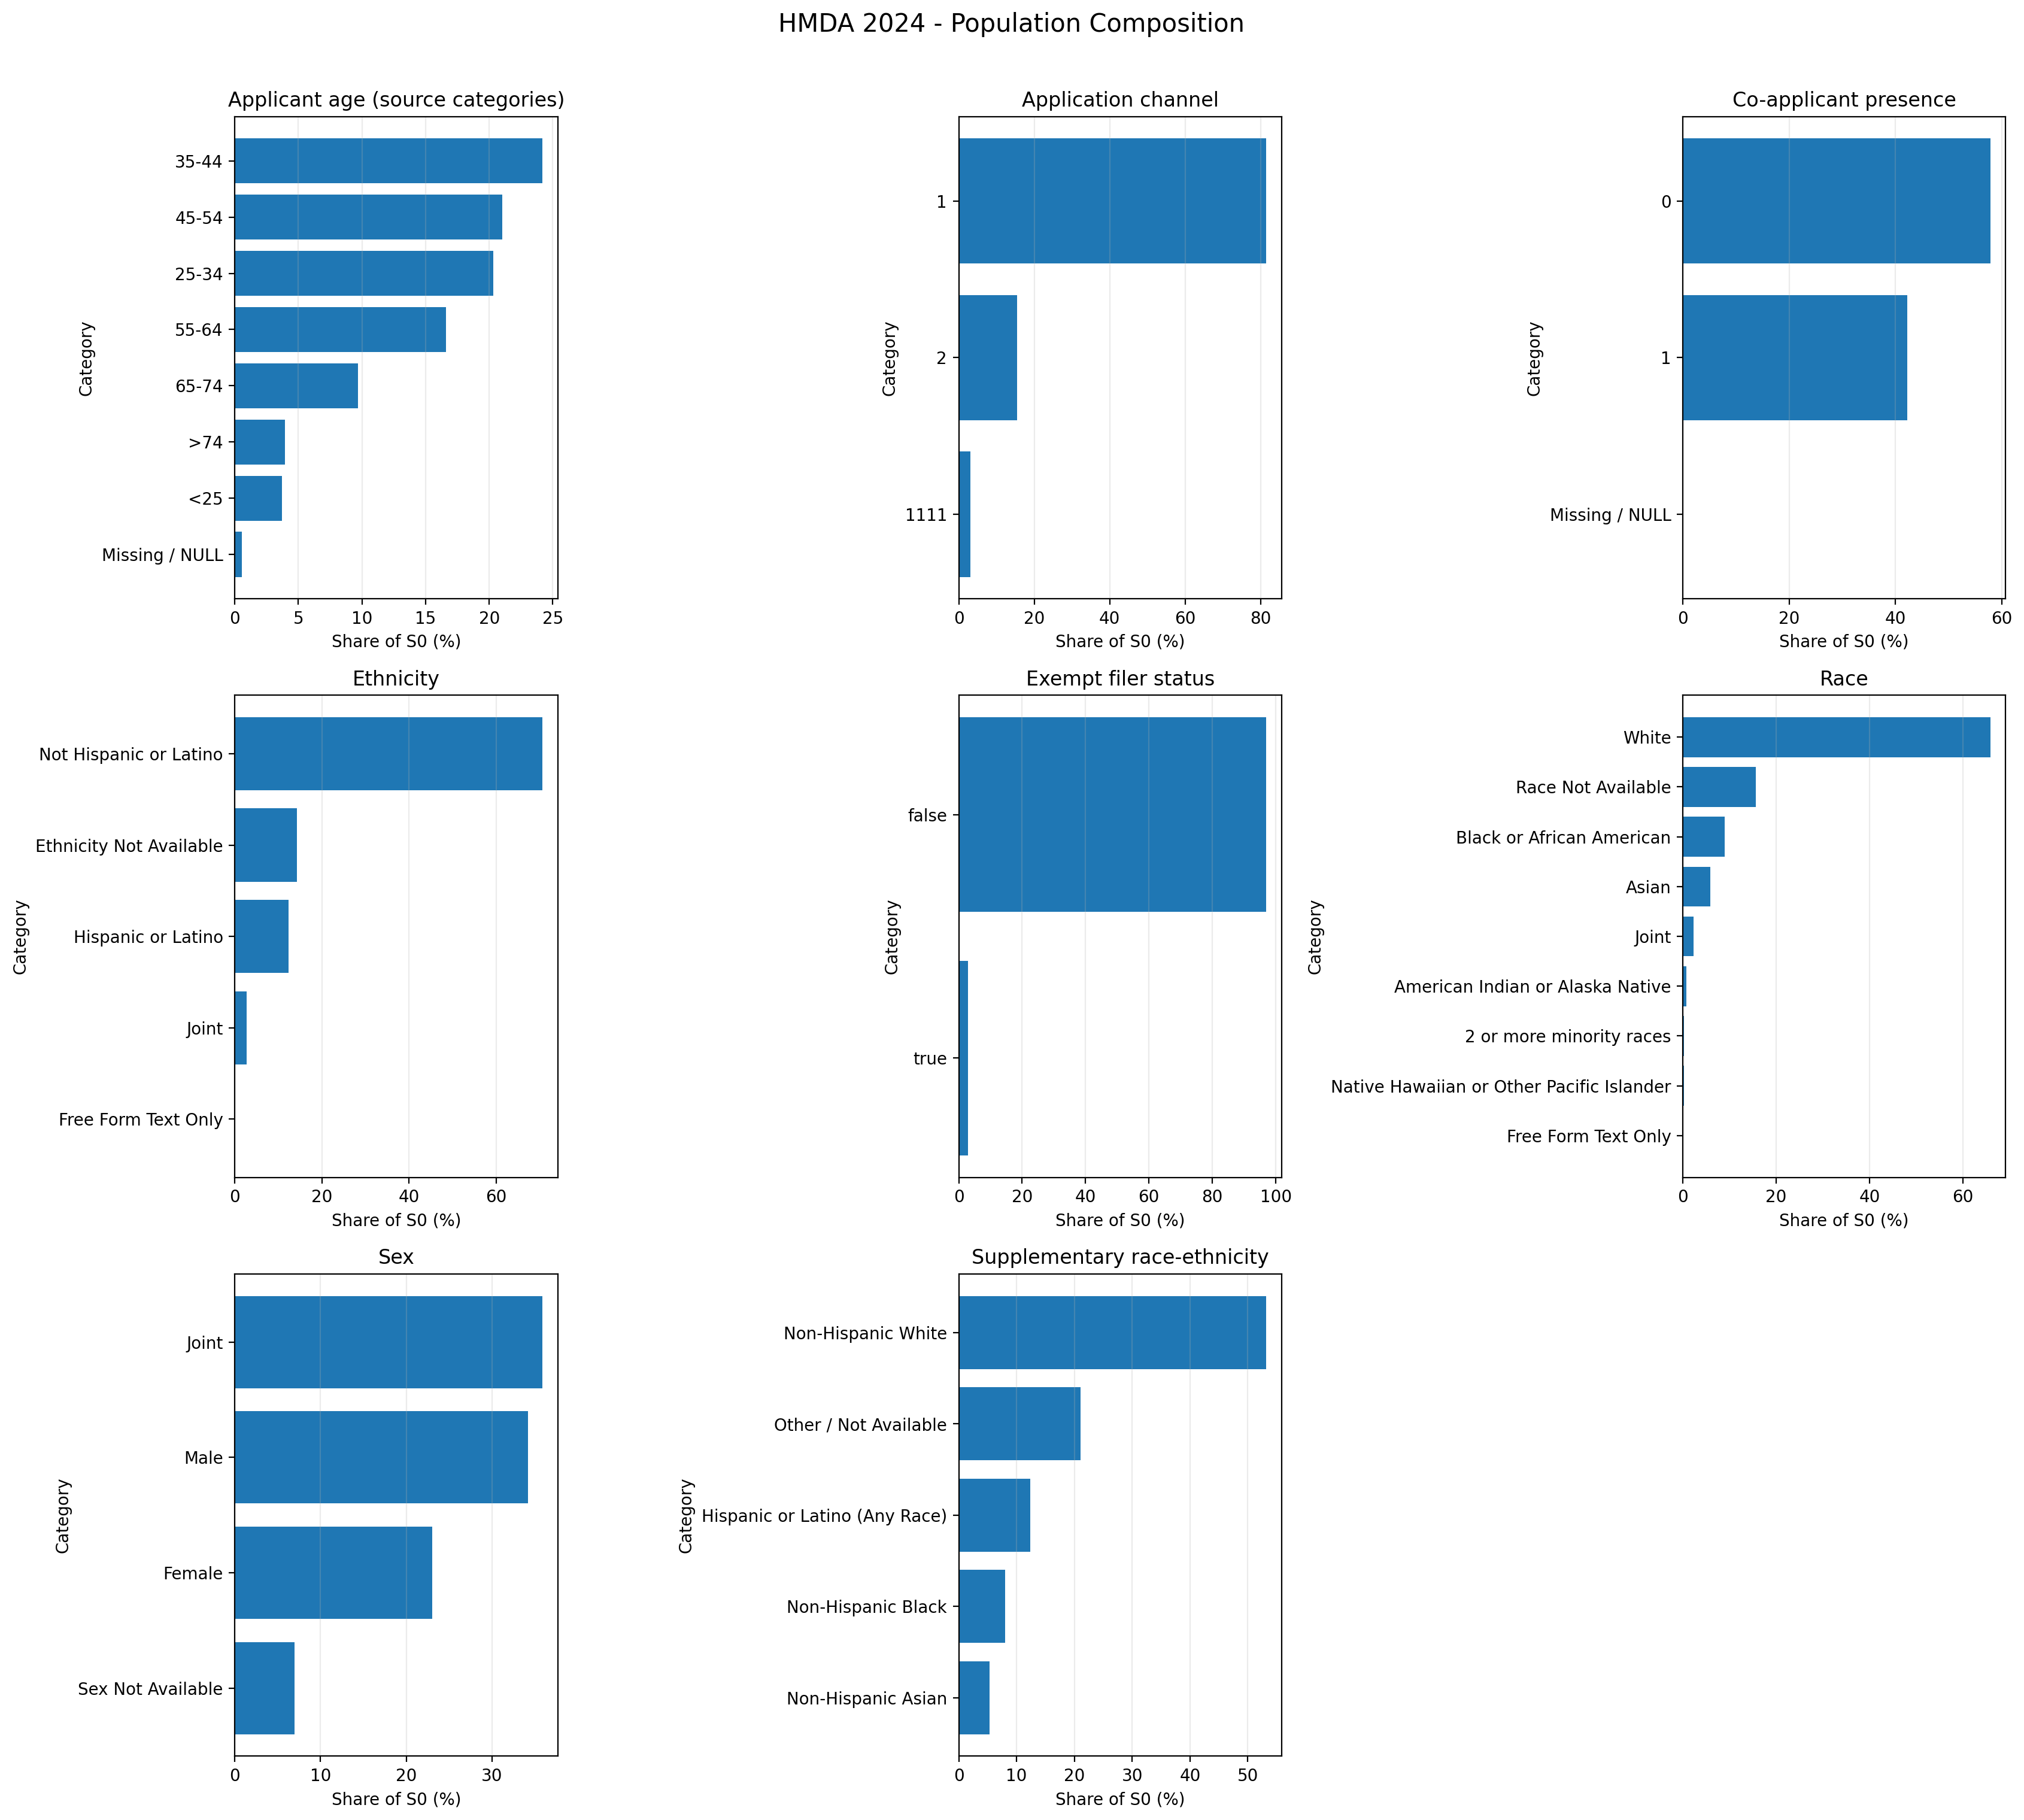 HMDA 2024 - Population Composition
Applicant age (source categories)
Category
35-44
45-54
25-34
55-64
65-74
>74
<25
Missing / NULL
0 5 10 15 20 25
Share of S0 (%)
Application channel
Category
1
2
1111
0 20 40 60 80
Share of S0 (%)
Co-applicant presence
Category
0
1
Missing / NULL
0 20 40 60
Share of S0 (%)
Ethnicity
Category
Not Hispanic or Latino
Ethnicity Not Available
Hispanic or Latino
Joint
Free Form Text Only
0 20 40 60
Share of S0 (%)
Exempt filer status
Category
false
true
0 20 40 60 80 100
Share of S0 (%)
Race
Category
White
Race Not Available
Black or African American
Asian
Joint
American Indian or Alaska Native
2 or more minority races
Native Hawaiian or Other Pacific Islander
Free Form Text Only
0 20 40 60
Share of S0 (%)
Sex
Category
Joint
Male
Female
Sex Not Available
0 10 20 30
Share of S0 (%)
Supplementary race-ethnicity
Category
Non-Hispanic White
Other / Not Available
Hispanic or Latino (Any Race)
Non-Hispanic Black
Non-Hispanic Asian
0 10 20 30 40 50
Share of S0 (%)